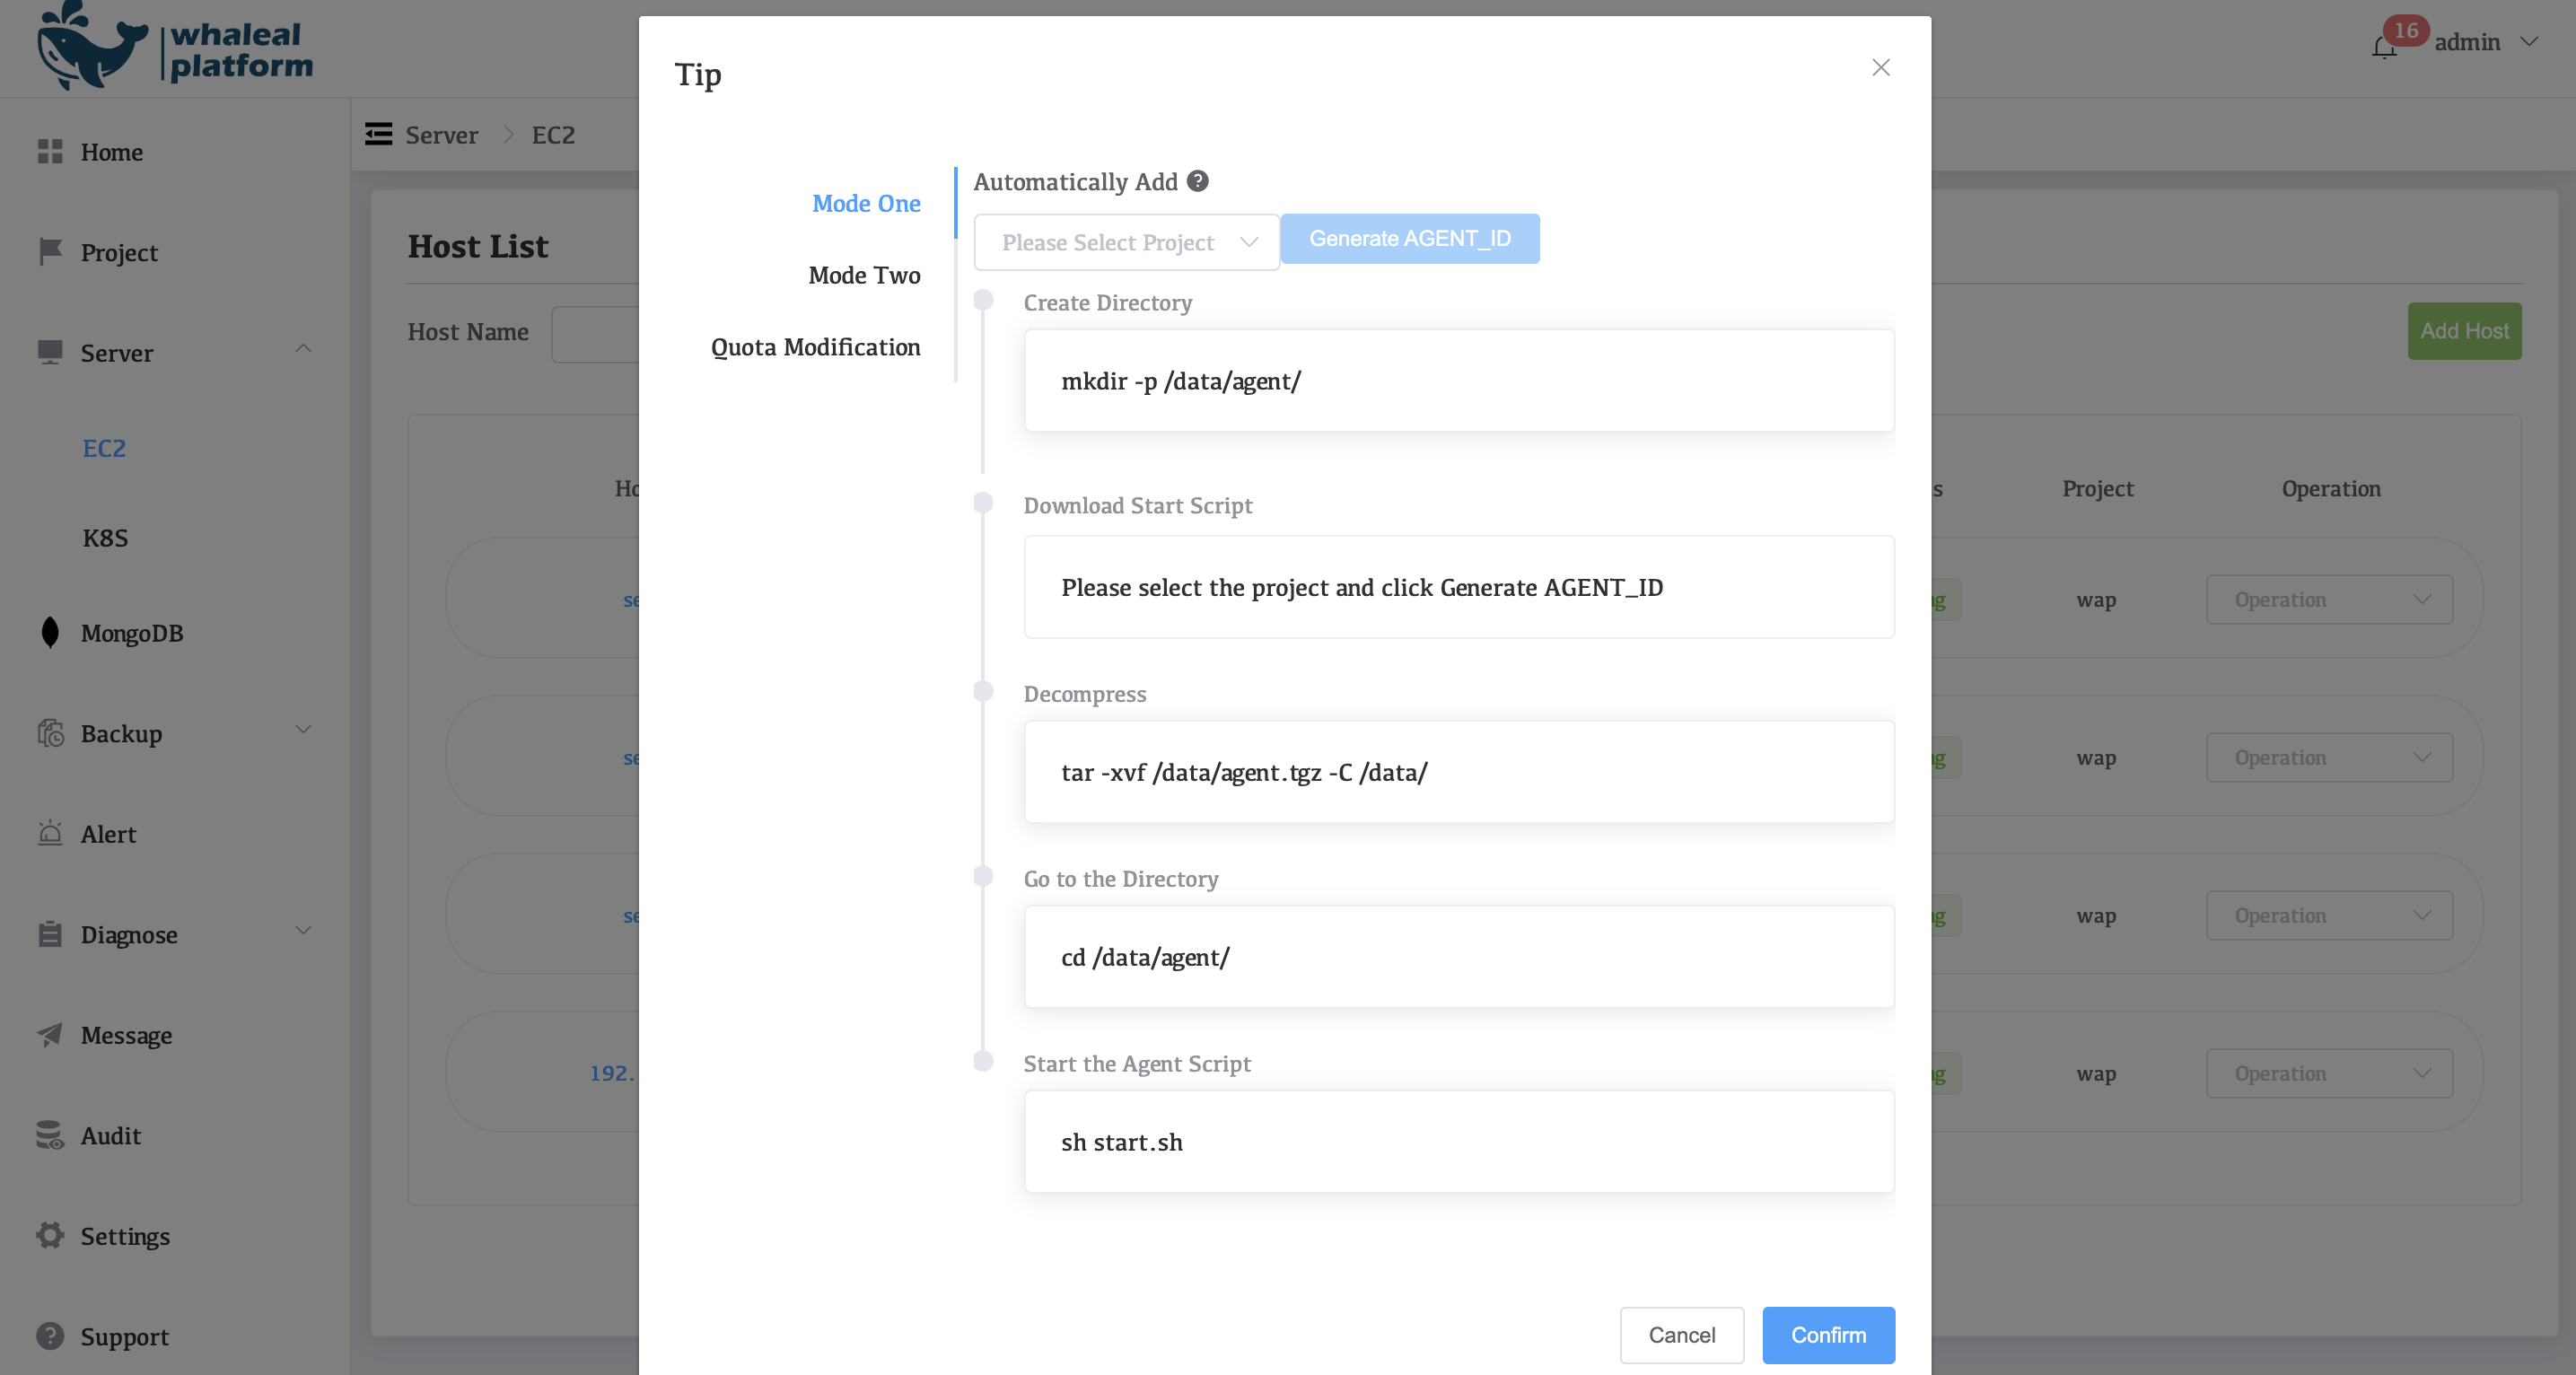 whaleal
platform
16
admin
Home
Project
Server
EC2
K8S
MongoDB
Backup
Alert
Diagnose
Message
Audit
Settings
Support
Server > EC2
Host List
Host Name
Add Host
Project
Operation
wap
Operation
wap
Operation
wap
Operation
192.
wap
Operation
Tip
Mode One
Mode Two
Quota Modification
Automatically Add ?
Please Select Project
Generate AGENT_ID
Create Directory
mkdir -p /data/agent/
Download Start Script
Please select the project and click Generate AGENT_ID
Decompress
tar -xvf /data/agent.tgz -C /data/
Go to the Directory
cd /data/agent/
Start the Agent Script
sh start.sh
Cancel
Confirm